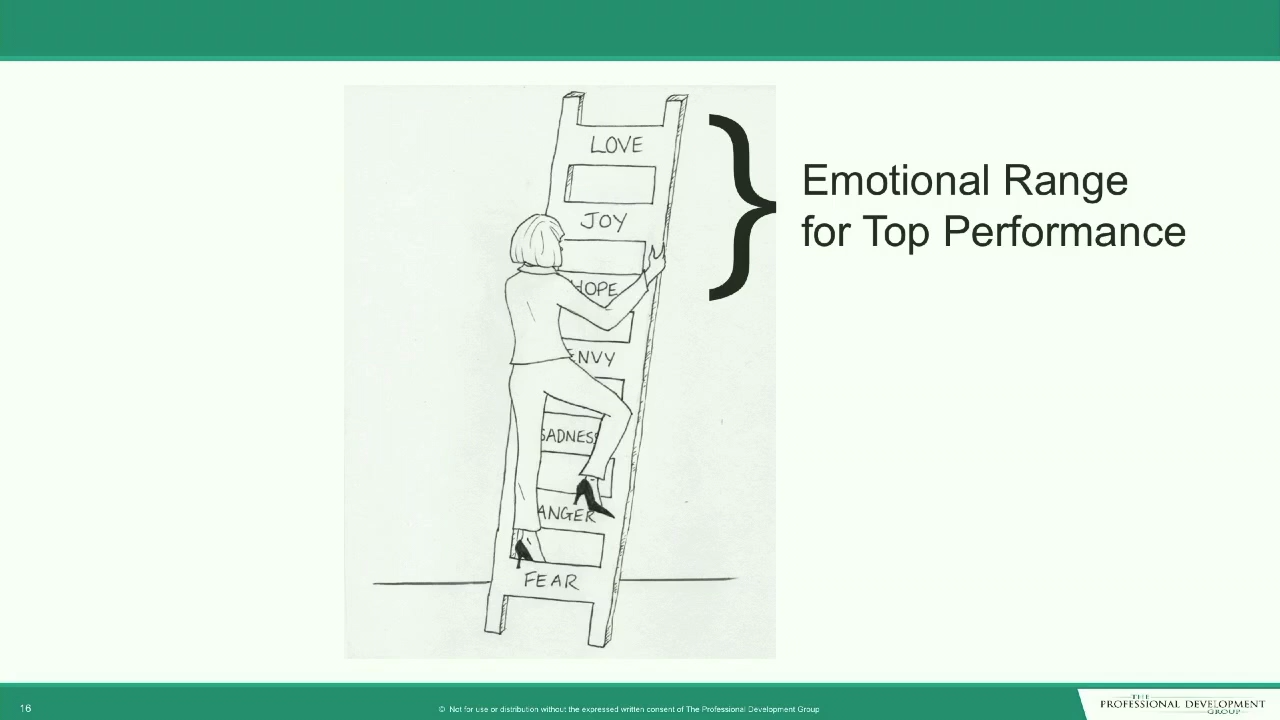 LOVE
JOY
HOPE
ENVY
SADNESS
ANGER
FEAR
Emotional Range
for Top Performance
16
© Not for use or distribution without the expressed written consent of The Professional Development Group
THE
PROFESSIONAL DEVELOPMENT
GROUP